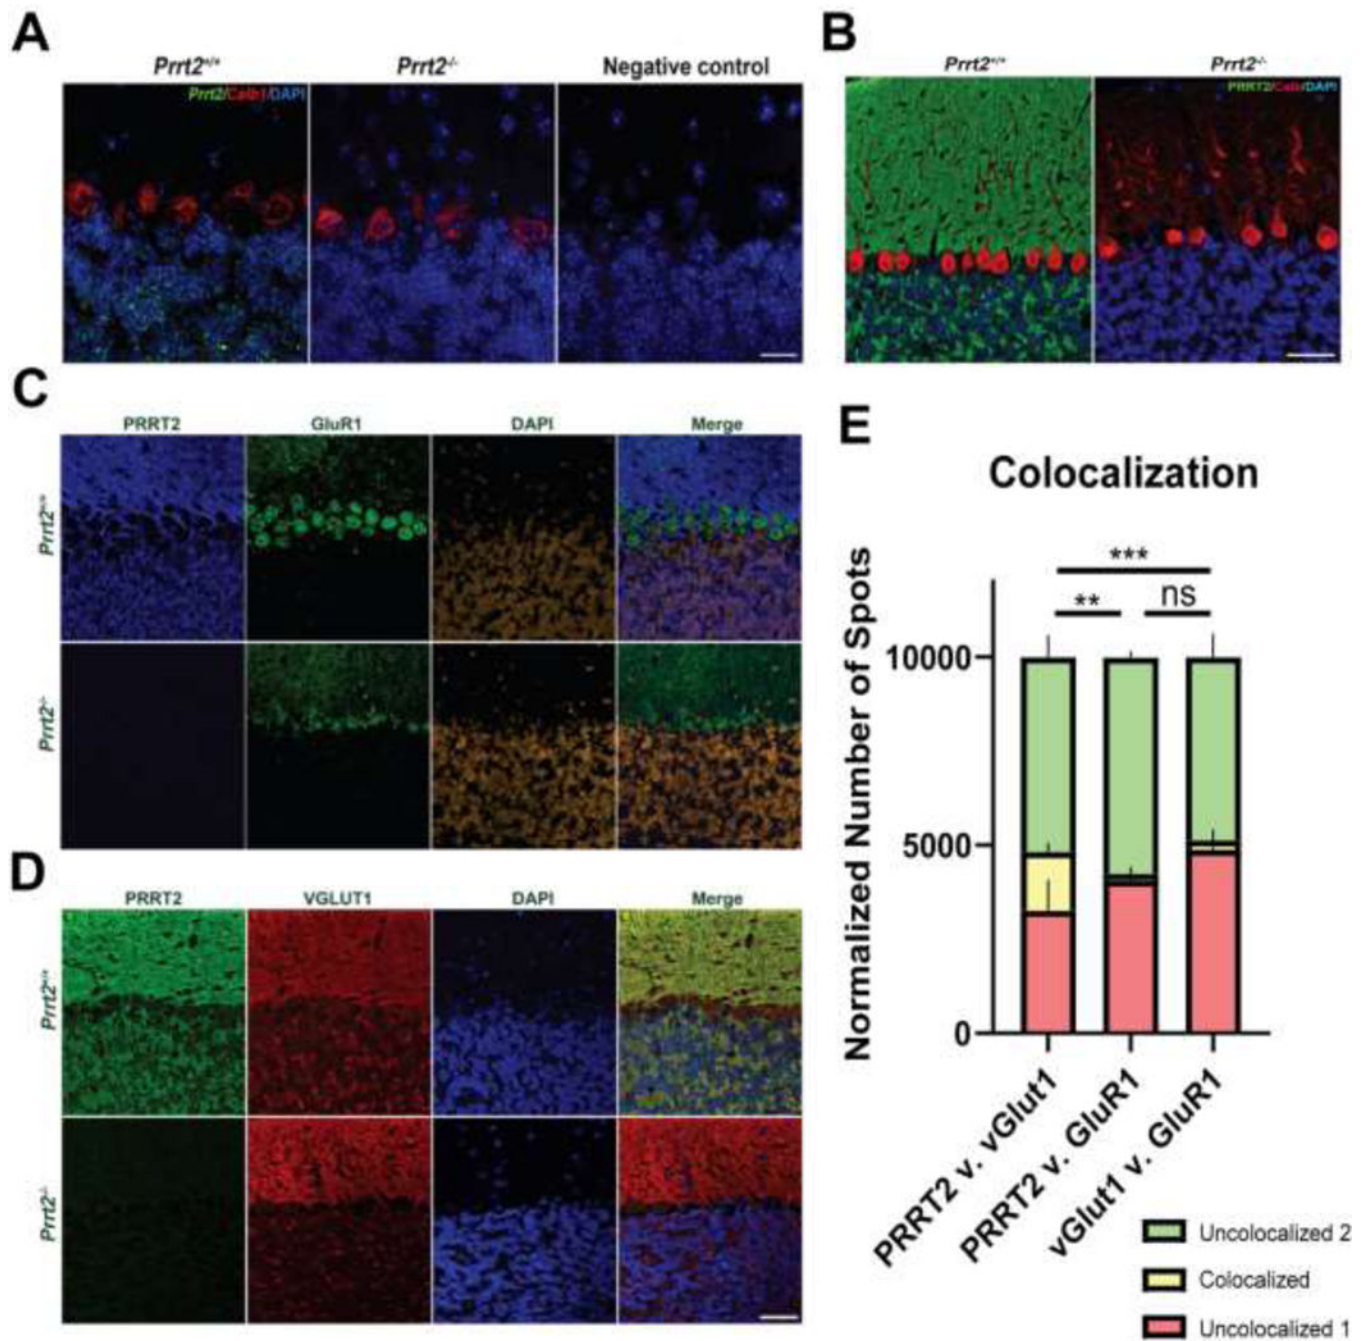 A
Prrt2+/+
Prrt2-/-
Negative control
Prrt2/Calb1/DAPI
B
Prrt2+/+
Prrt2-/-
PRRT2/Calb/DAPI
C
PRRT2
GluR1
DAPI
Merge
Prrt2+/+
Prrt2-/-
D
PRRT2
VGLUT1
DAPI
Merge
Prrt2+/+
Prrt2-/-
E
Colocalization
***
**
ns
Normalized Number of Spots
10000
5000
0
PRRT2 v. vGlut1
PRRT2 v. GluR1
vGlut1 v. GluR1
Uncolocalized 2
Colocalized
Uncolocalized 1